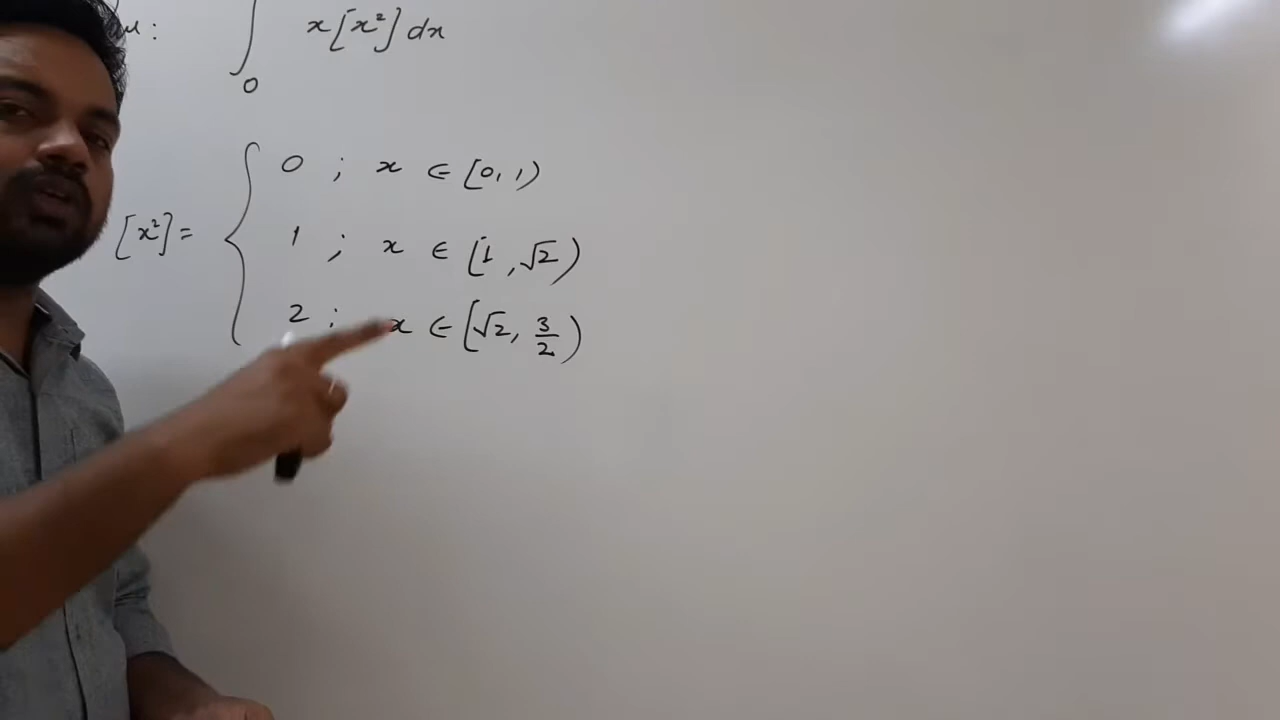 ∫ x[x²]dx
0
0 ; x ∈ [0, 1)
[x²] = { 1 ; x ∈ [1, √2)
2 ; x ∈ [√2, 3/2)